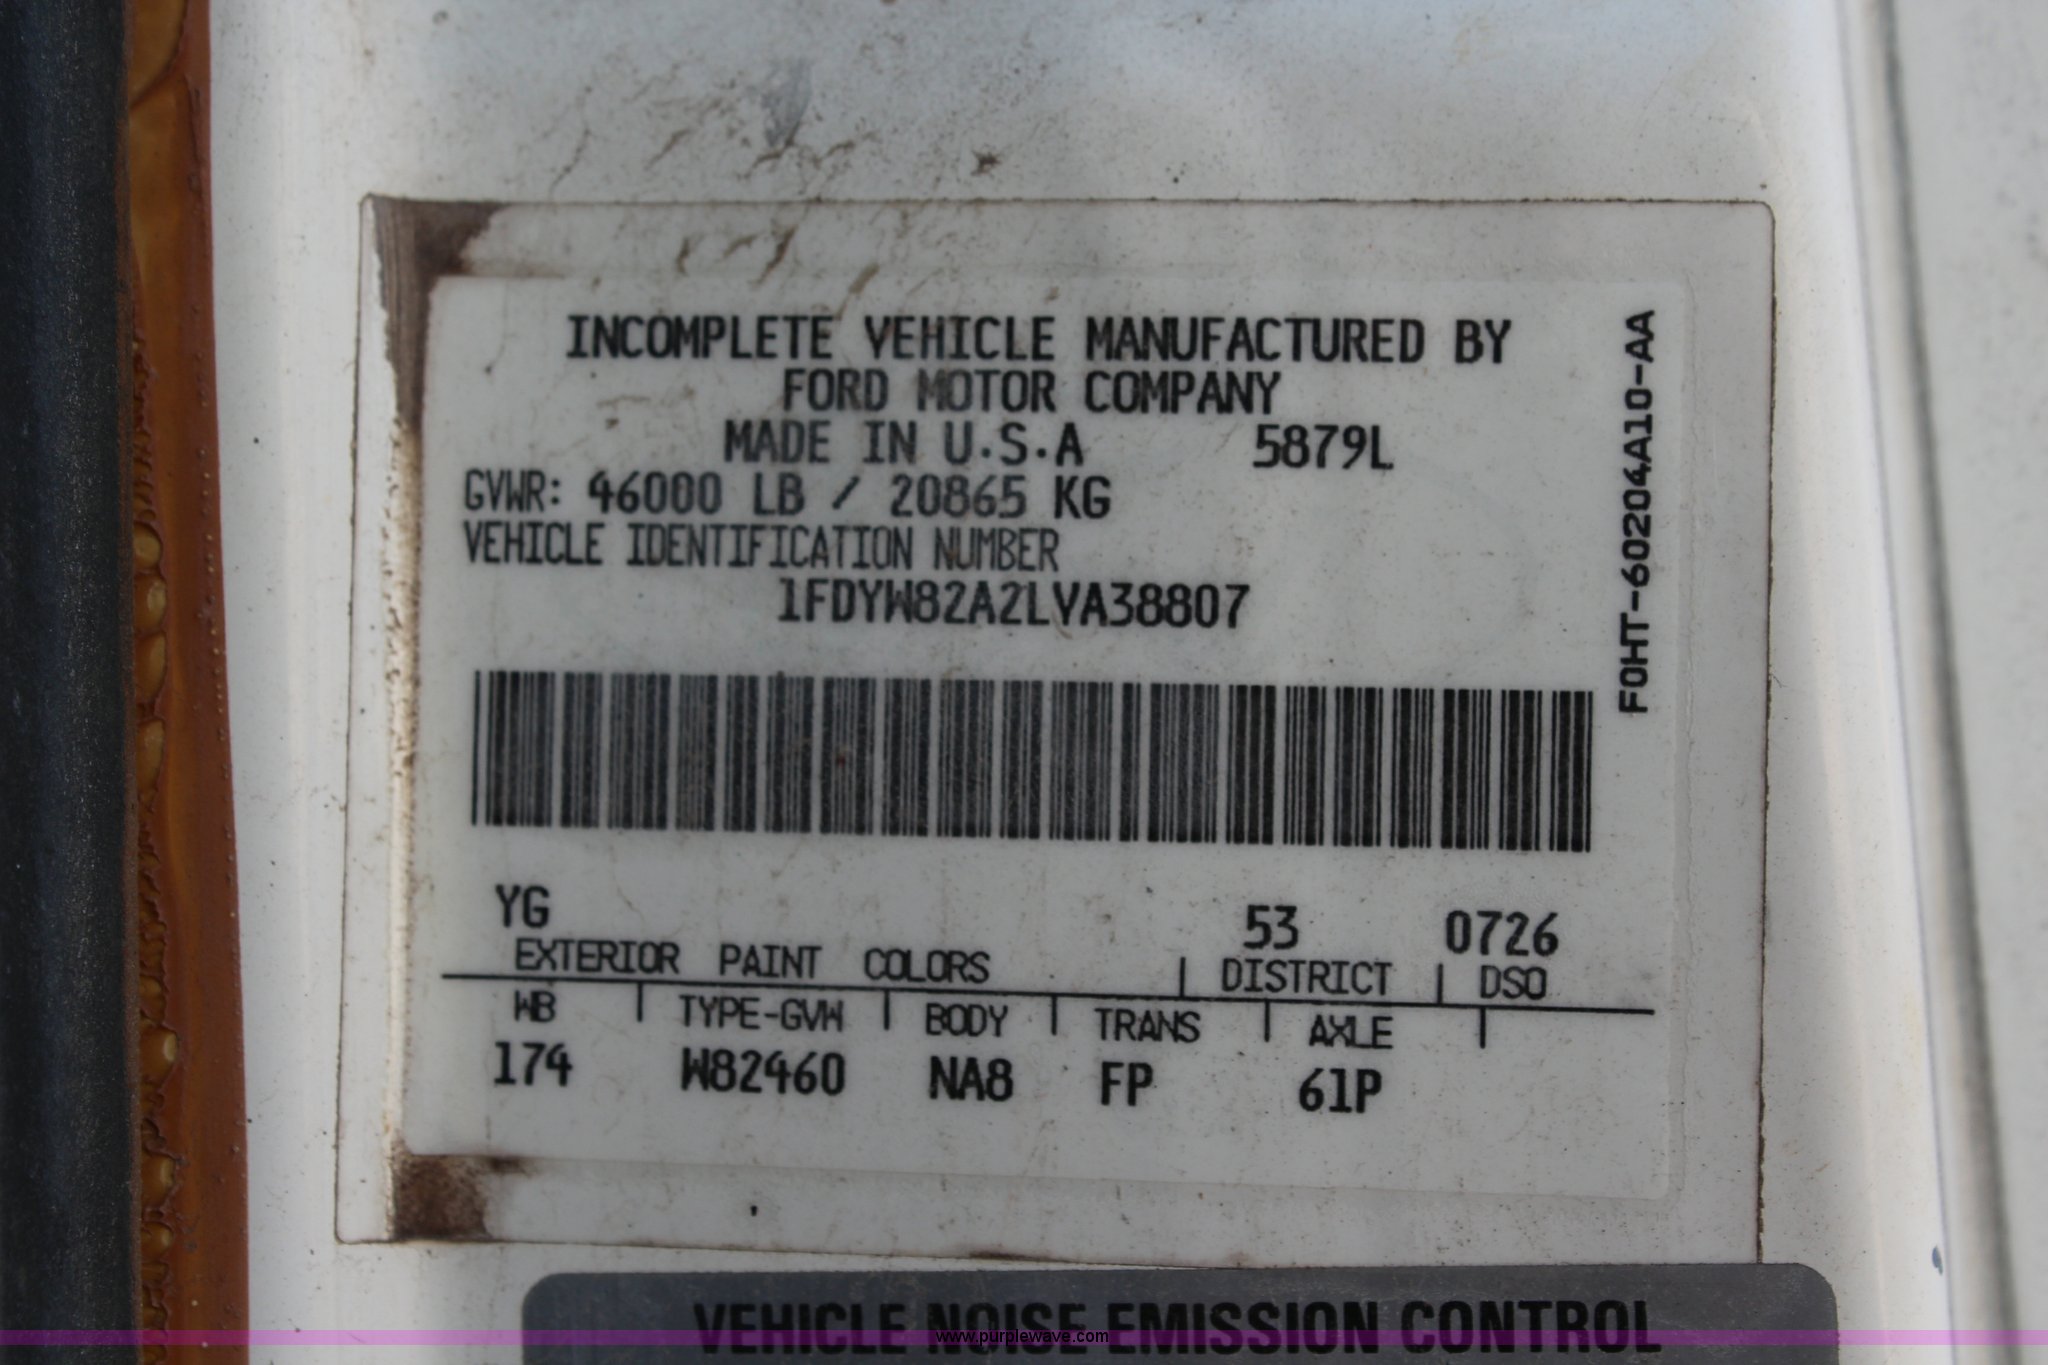 INCOMPLETE VEHICLE MANUFACTURED BY
FORD MOTOR COMPANY
MADE IN U.S.A 5879L
GVWR: 46000 LB / 20865 KG
VEHICLE IDENTIFICATION NUMBER
1FDYW82A2LVA38807
F0HT-60204A10-AA
YG 53 0726
EXTERIOR PAINT COLORS | DISTRICT | DSO
WB | TYPE-GVW | BODY | TRANS | AXLE |
174 W82460 NA8 FP 61P
VEHICLE NOISE EMISSION CONTROL
www.purplewave.com